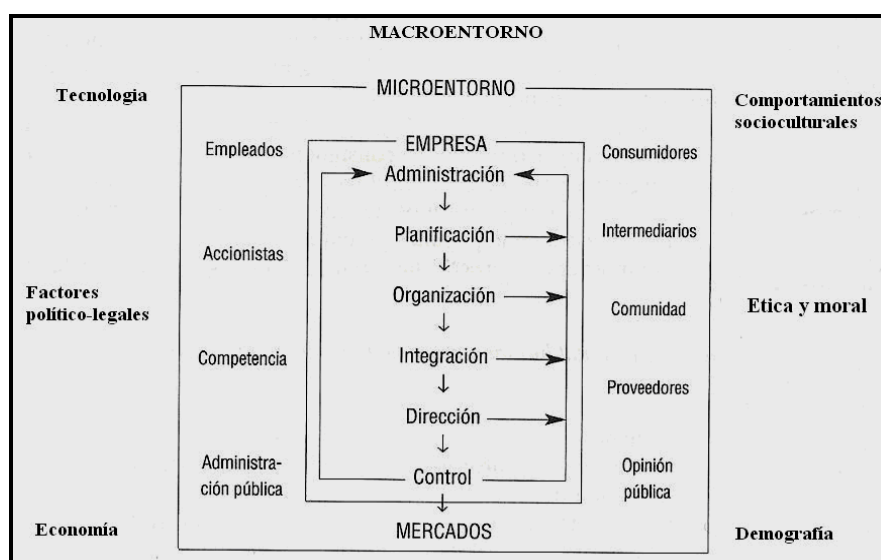 MACROENTORNO
Tecnologia
MICROENTORNO
Comportamientos
socioculturales
Empleados
EMPRESA
Consumidores
Administración
Planificación
Intermediarios
Accionistas
Factores
político-legales
Organización
Comunidad
Etica y moral
Competencia
Integración
Proveedores
Dirección
Administra-
ción pública
Control
Opinión
pública
Economía
MERCADOS
Demografía